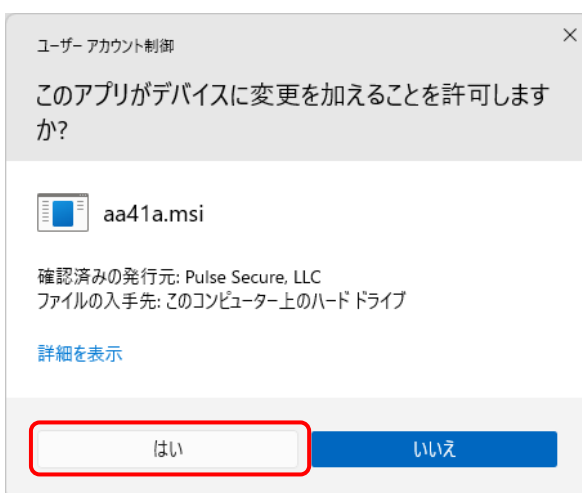 ユーザー アカウント制御
このアプリがデバイスに変更を加えることを許可します
か?
aa41a.msi
確認済みの発行元: Pulse Secure, LLC
ファイルの入手先: このコンピューター上のハード ドライブ
詳細を表示
はい
いいえ